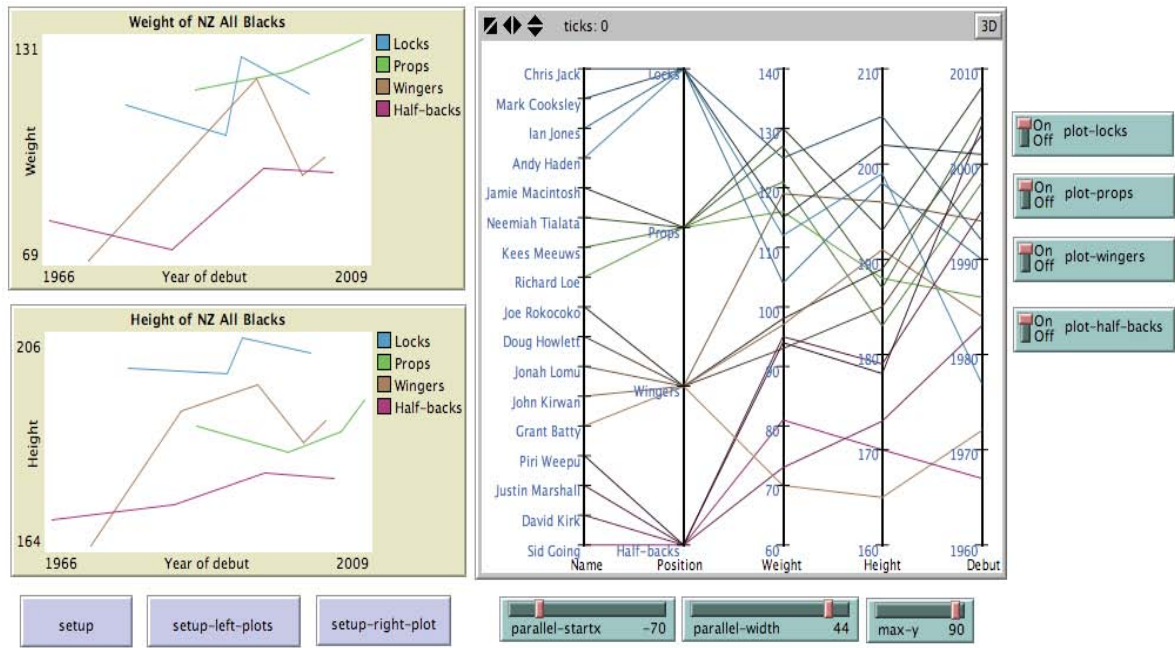 Weight of NZ All Blacks
131
Locks
Props
Wingers
Half-backs
Weight
69
1966
Year of debut
2009
Height of NZ All Blacks
206
Locks
Props
Wingers
Half-backs
Height
164
1966
Year of debut
2009
setup
setup-left-plots
setup-right-plot
ticks: 0
3D
Chris Jack
Mark Cooksley
Ian Jones
Andy Haden
Jamie Macintosh
Neemiah Tialata
Kees Meeuws
Richard Loe
Joe Rokocoko
Doug Howlett
Jonah Lomu
John Kirwan
Grant Batty
Piri Weepu
Justin Marshall
David Kirk
Sid Going
Name
Locks
Props
Wingers
Half-backs
Position
140
130
120
110
100
90
80
70
60
Weight
210
200
190
180
170
160
Height
2010
2000
1990
1980
1970
1960
Debut
parallel-startx -70
parallel-width 44
max-y 90
On
Off
plot-locks
On
Off
plot-props
On
Off
plot-wingers
On
Off
plot-half-backs